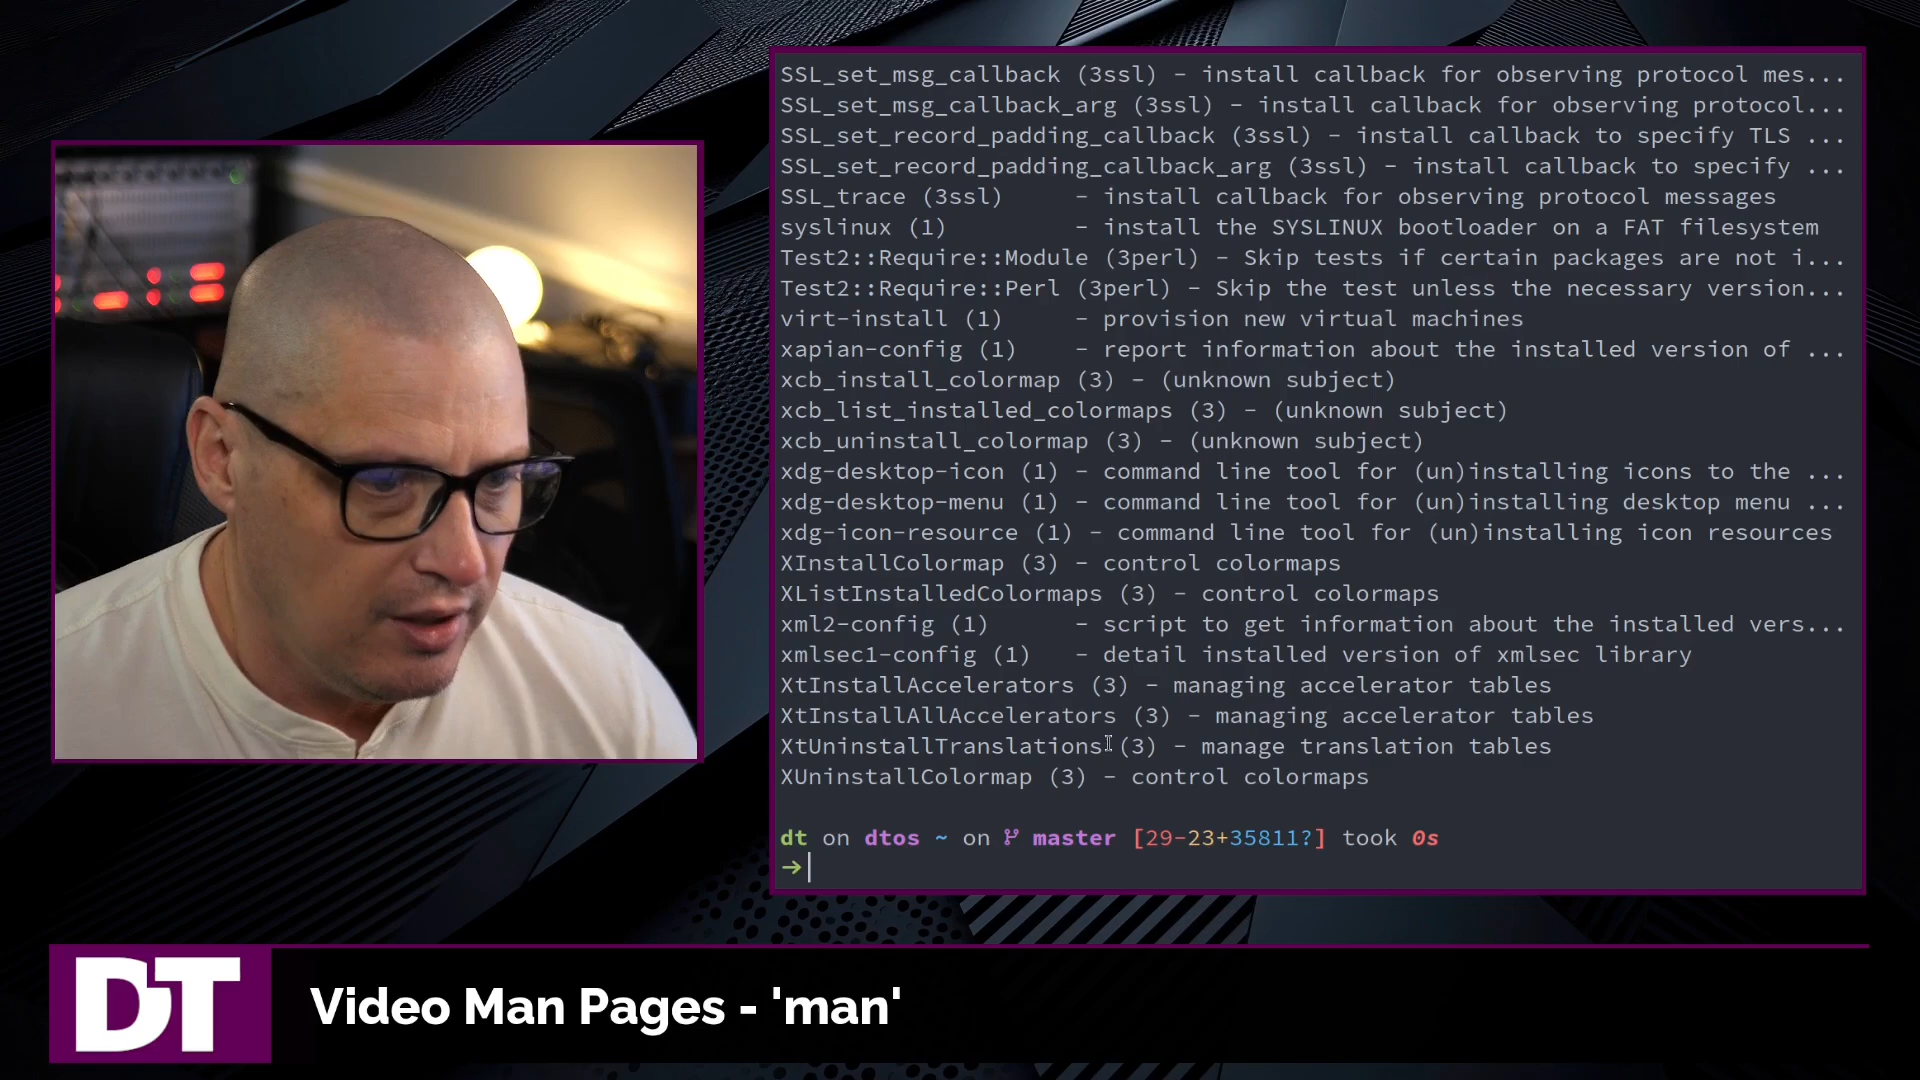 SSL_set_msg_callback (3ssl) - install callback for observing protocol mes...
SSL_set_msg_callback_arg (3ssl) - install callback for observing protocol...
SSL_set_record_padding_callback (3ssl) - install callback to specify TLS ...
SSL_set_record_padding_callback_arg (3ssl) - install callback to specify ...
SSL_trace (3ssl)     - install callback for observing protocol messages
syslinux (1)         - install the SYSLINUX bootloader on a FAT filesystem
Test2::Require::Module (3perl) - Skip tests if certain packages are not i...
Test2::Require::Perl (3perl) - Skip the test unless the necessary version...
virt-install (1)     - provision new virtual machines
xapian-config (1)    - report information about the installed version of ...
xcb_install_colormap (3) - (unknown subject)
xcb_list_installed_colormaps (3) - (unknown subject)
xcb_uninstall_colormap (3) - (unknown subject)
xdg-desktop-icon (1) - command line tool for (un)installing icons to the ...
xdg-desktop-menu (1) - command line tool for (un)installing desktop menu ...
xdg-icon-resource (1) - command line tool for (un)installing icon resources
XInstallColormap (3) - control colormaps
XListInstalledColormaps (3) - control colormaps
xml2-config (1)      - script to get information about the installed vers...
xmlsec1-config (1)   - detail installed version of xmlsec library
XtInstallAccelerators (3) - managing accelerator tables
XtInstallAllAccelerators (3) - managing accelerator tables
XtUninstallTranslations (3) - manage translation tables
XUninstallColormap (3) - control colormaps
dt on dtos ~ on master [29-23+35811?] took 0s
→
DT
Video Man Pages - 'man'